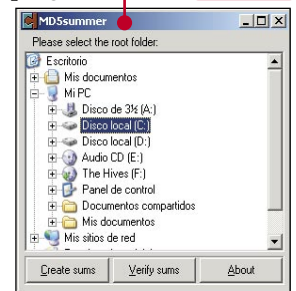 MD5summer
Please select the root folder:
Escritorio
Mis documentos
Mi PC
Disco de 3½ (A:)
Disco local (C:)
Disco local (D:)
Audio CD (E:)
The Hives (F:)
Panel de control
Documentos compartidos
Mis documentos
Mis sitios de red
Create sums
Verify sums
About